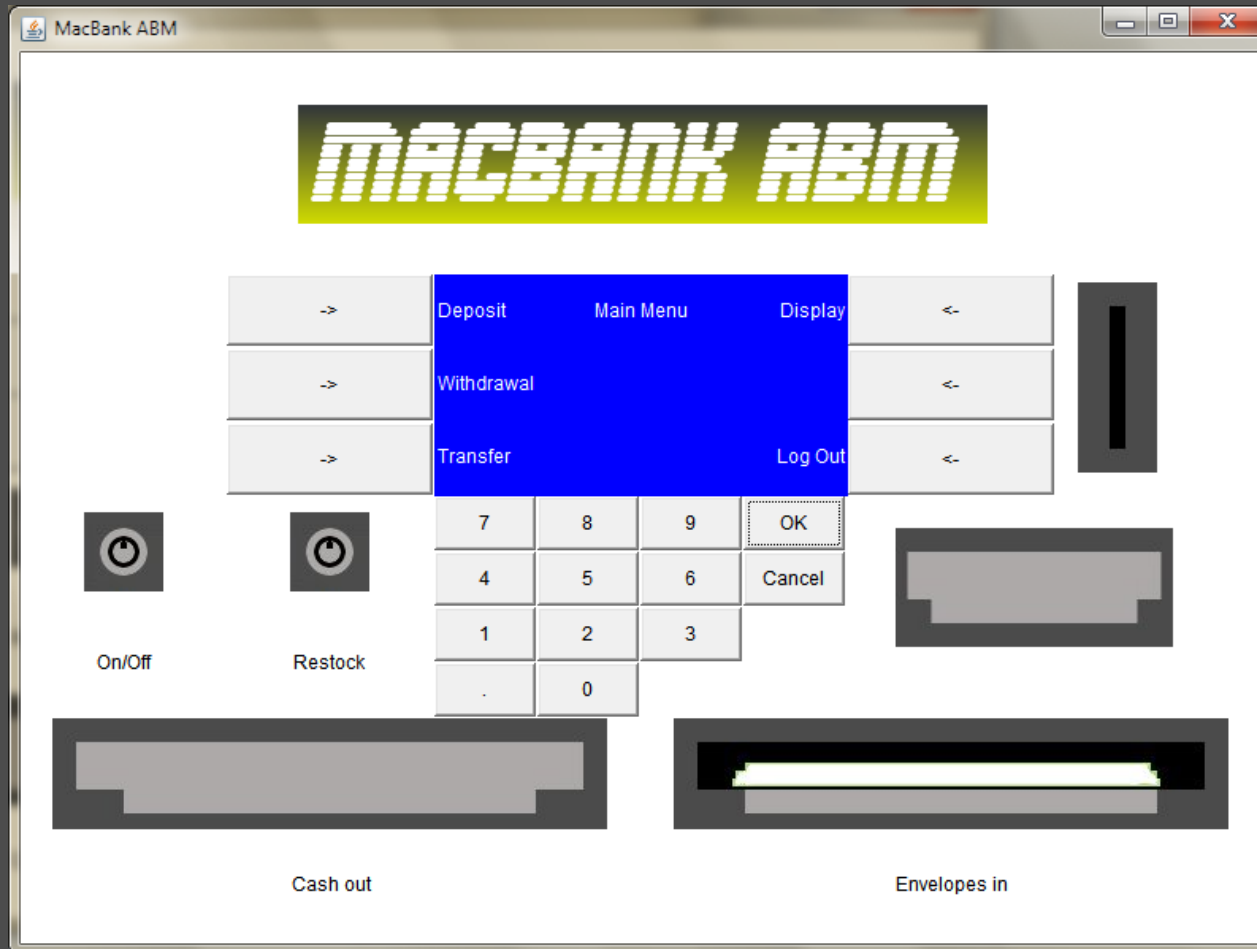 MacBank ABM
MACBANK ABM
-> Deposit Main Menu Display <-
-> Withdrawal <-
-> Transfer Log Out <-
7 8 9 OK
4 5 6 Cancel
1 2 3
On/Off Restock
. 0
Cash out Envelopes in